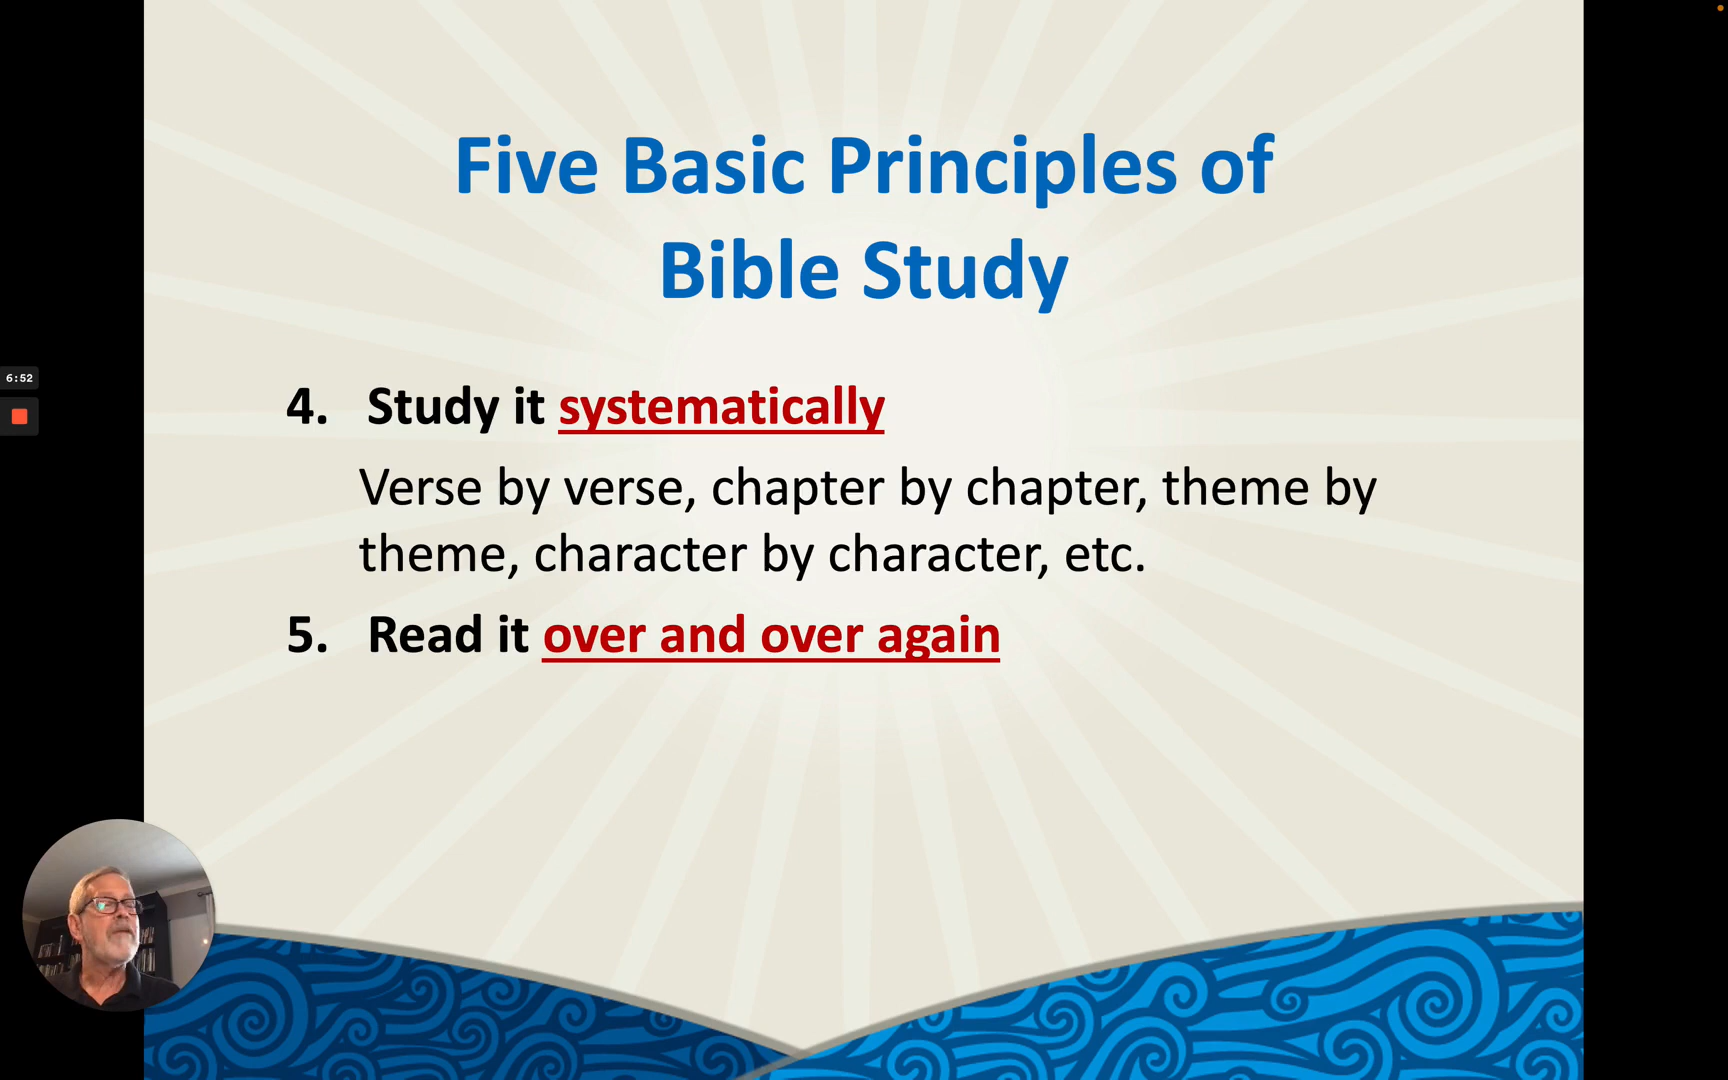 Five Basic Principles of
Bible Study
4. Study it systematically
Verse by verse, chapter by chapter, theme by
theme, character by character, etc.
5. Read it over and over again
6:52